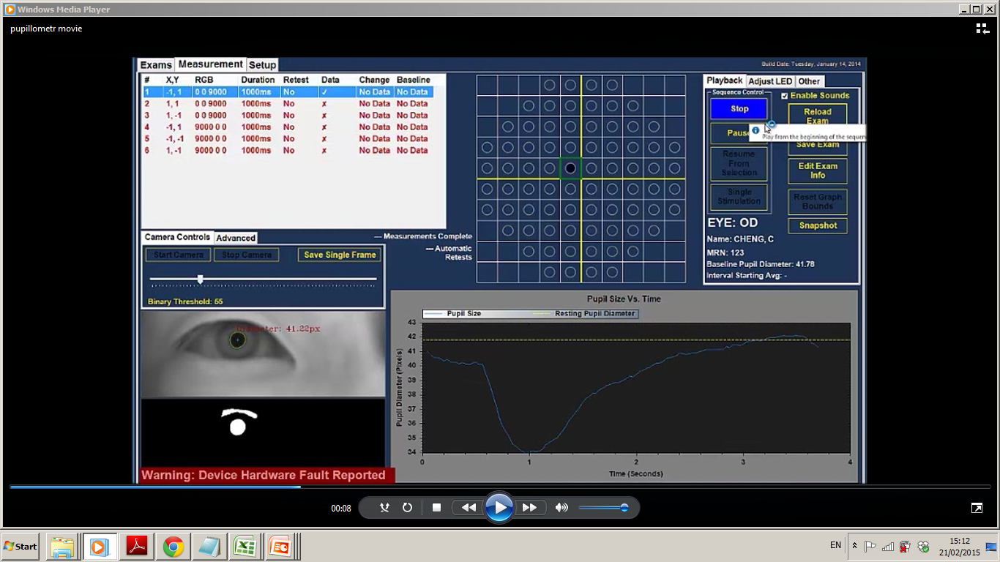 Windows Media Player
pupillometr movie
Exams Measurement Setup
Build Date: Tuesday, January 14, 2014
# X,Y RGB Duration Retest Data Change Baseline
1 -1, 1 0 0 9000 1000ms No ✓ No Data No Data
2 1, 1 0 0 9000 1000ms No ✗ No Data No Data
3 1, -1 0 0 9000 1000ms No ✗ No Data No Data
4 -1, 1 9000 0 0 1000ms No ✗ No Data No Data
5 -1, -1 9000 0 0 1000ms No ✗ No Data No Data
6 1, -1 9000 0 0 1000ms No ✗ No Data No Data
Playback Adjust LED Other
Sequence Control
Enable Sounds
Stop
Reload
Exam
Play from the beginning of the sequen
Save Exam
Resume
From
Selection
Edit Exam
Info
Single
Stimulation
Reset Graph
Bounds
Snapshot
EYE: OD
Name: CHENG, C
MRN: 123
Baseline Pupil Diameter: 41.78
Interval Starting Avg: -
Camera Controls Advanced
Measurements Complete
--- Automatic
Retests
Start Camera Stop Camera Save Single Frame
Binary Threshold: 55
Diameter: 41.22px
Pupil Size Vs. Time
Pupil Size Resting Pupil Diameter
43
42
41
40
39
38
37
36
35
34
Pupil Diameter (Pixels)
0 1 2 3 4
Time (Seconds)
Warning: Device Hardware Fault Reported
00:08
Start
EN
15:12
21/02/2015